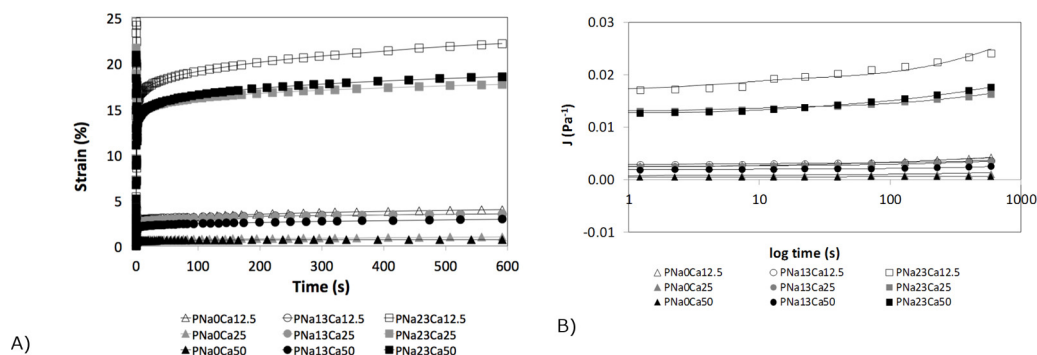 25
20
15
10
5
0
Strain (%)
0 100 200 300 400 500 600
Time (s)
PNa0Ca12.5 PNa13Ca12.5 PNa23Ca12.5
PNa0Ca25 PNa13Ca25 PNa23Ca25
PNa0Ca50 PNa13Ca50 PNa23Ca50
A)
0.03
0.02
0.01
0.00
-0.01
J (Pa-1)
1 10 100 1000
log time (s)
PNa0Ca12.5 PNa13Ca12.5 PNa23Ca12.5
PNa0Ca25 PNa13Ca25 PNa23Ca25
PNa0Ca50 PNa13Ca50 PNa23Ca50
B)